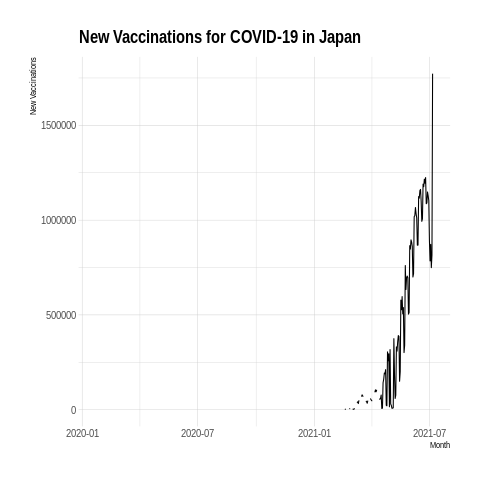 New Vaccinations for COVID-19 in Japan
New Vaccinations
1500000
1000000
500000
0
2020-01 2020-07 2021-01 2021-07
Month